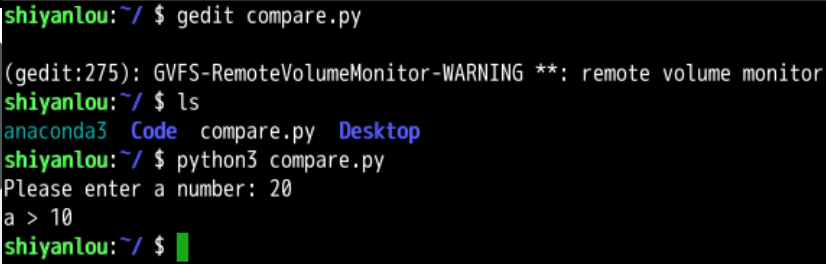 shiyanlou:~/ $ gedit compare.py
(gedit:275): GVFS-RemoteVolumeMonitor-WARNING **: remote volume monitor
shiyanlou:~/ $ ls
anaconda3  Code  compare.py  Desktop
shiyanlou:~/ $ python3 compare.py
Please enter a number: 20
a > 10
shiyanlou:~/ $